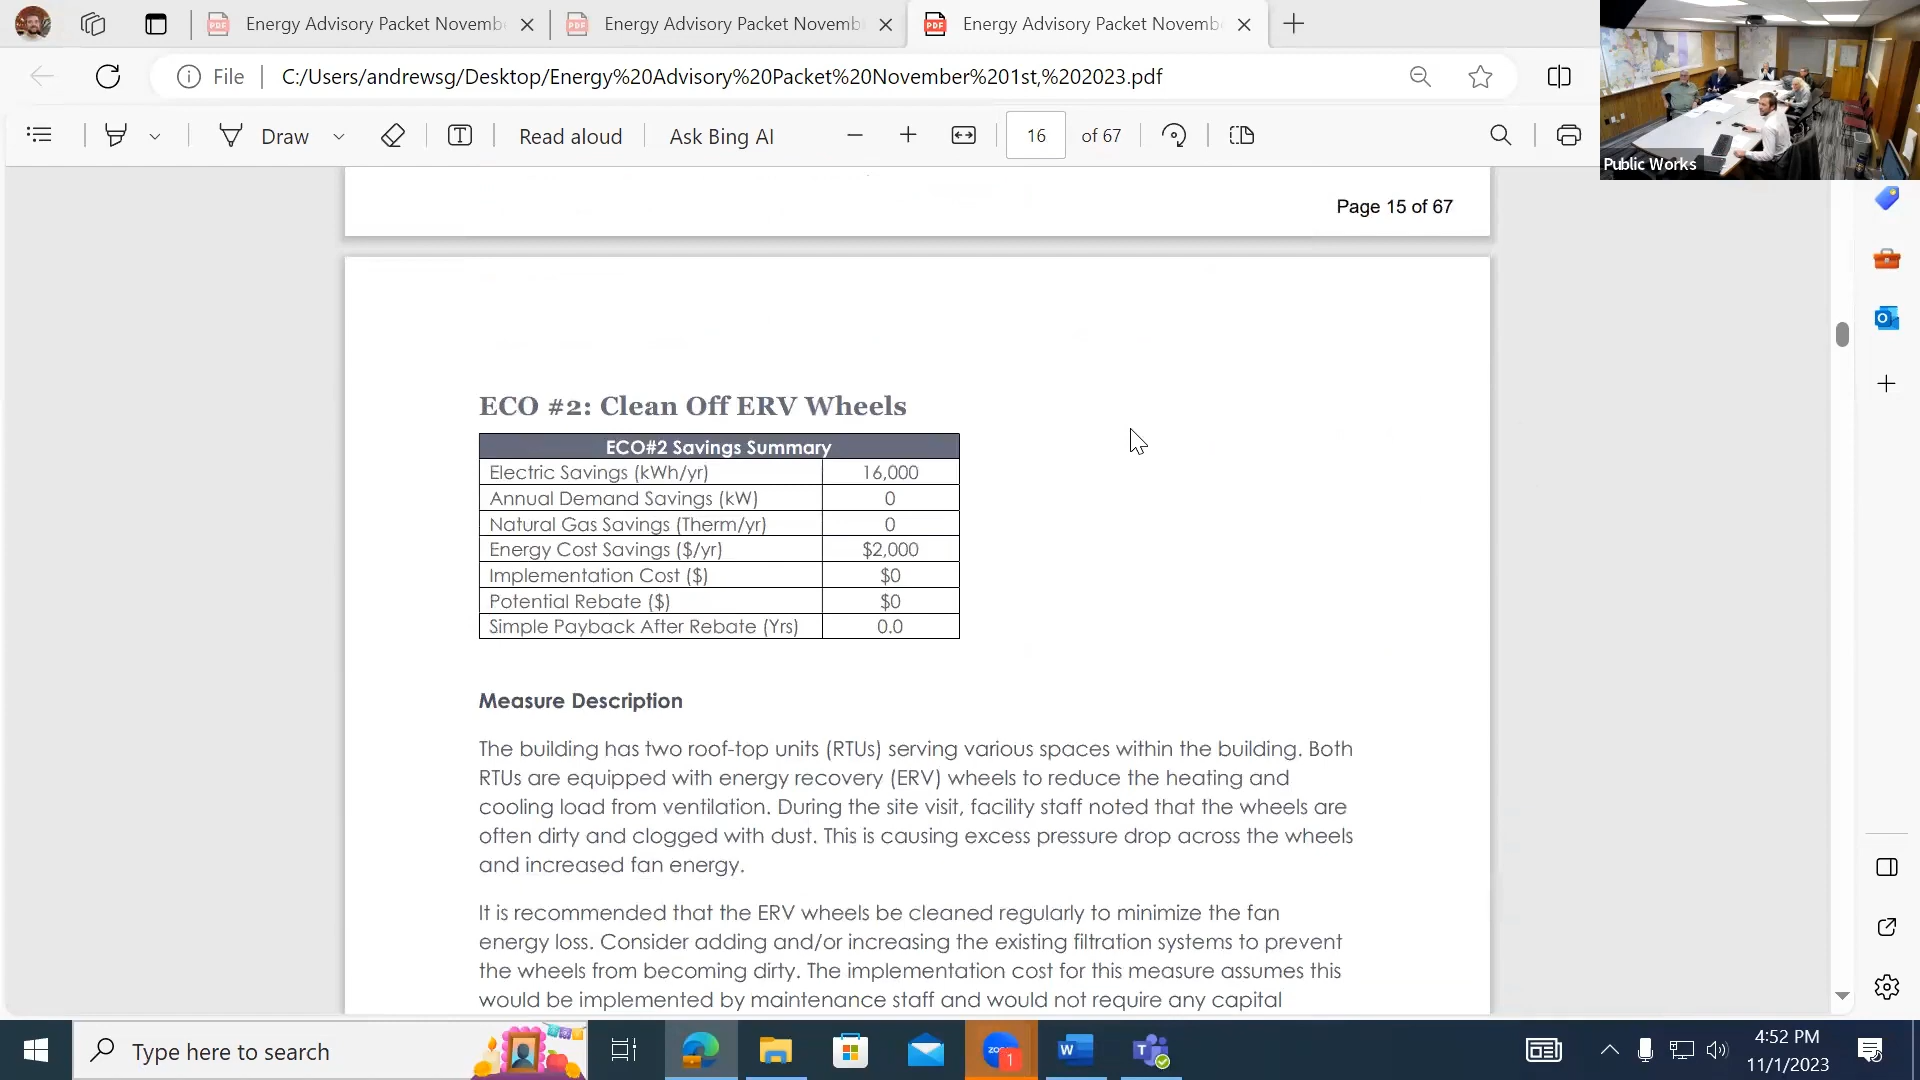 Energy Advisory Packet Novembe
Energy Advisory Packet Novemb
Energy Advisory Packet Novembe
File
C:/Users/andrewsg/Desktop/Energy%20Advisory%20Packet%20November%201st,%202023.pdf
Draw
Read aloud
Ask Bing AI
16
of 67
Public Works
Page 15 of 67
ECO #2: Clean Off ERV Wheels
ECO#2 Savings Summary
Electric Savings (kWh/yr) 16,000
Annual Demand Savings (kW) 0
Natural Gas Savings (Therm/yr) 0
Energy Cost Savings ($/yr) $2,000
Implementation Cost ($) $0
Potential Rebate ($) $0
Simple Payback After Rebate (Yrs) 0.0
Measure Description
The building has two roof-top units (RTUs) serving various spaces within the building. Both
RTUs are equipped with energy recovery (ERV) wheels to reduce the heating and
cooling load from ventilation. During the site visit, facility staff noted that the wheels are
often dirty and clogged with dust. This is causing excess pressure drop across the wheels
and increased fan energy.
It is recommended that the ERV wheels be cleaned regularly to minimize the fan
energy loss. Consider adding and/or increasing the existing filtration systems to prevent
the wheels from becoming dirty. The implementation cost for this measure assumes this
would be implemented by maintenance staff and would not require any capital
Type here to search
zoom
1
4:52 PM
11/1/2023